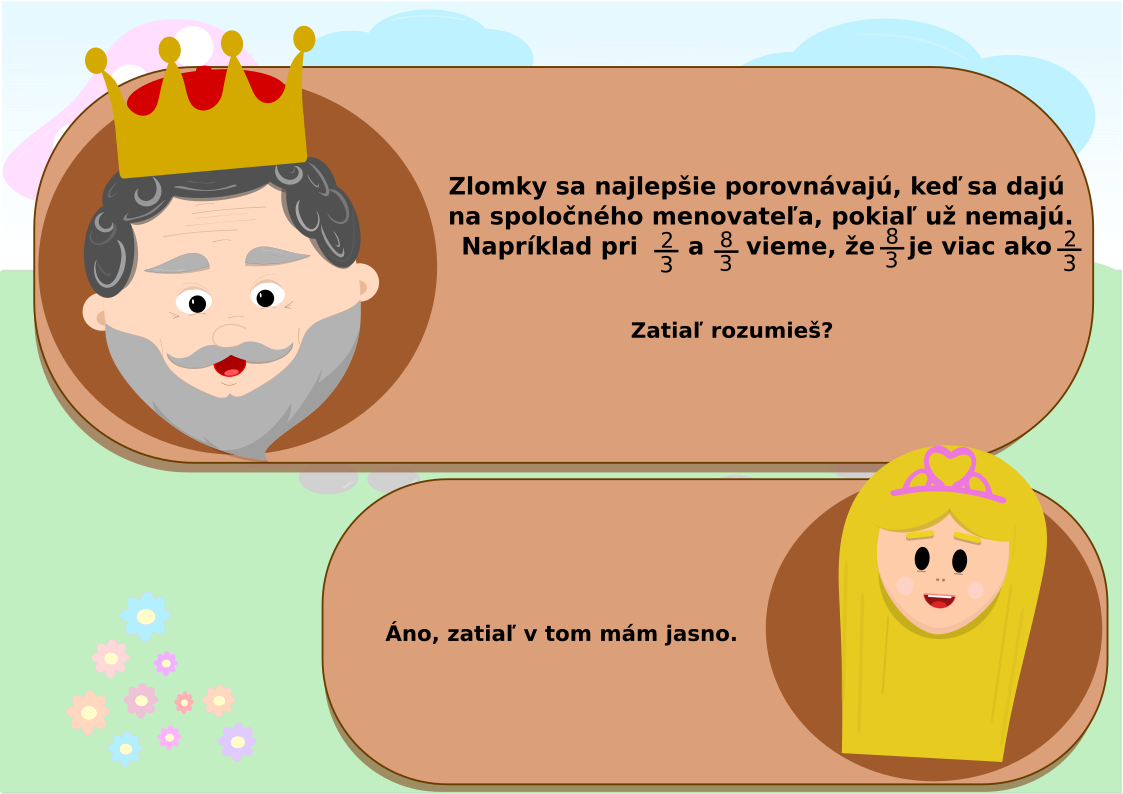 Zlomky sa najlepšie porovnávajú, keď sa dajú
na spoločného menovateľa, pokiaľ už nemajú.
Napríklad pri 2/3 a 8/3 vieme, že 8/3 je viac ako 2/3
Zatiaľ rozumieš?
Áno, zatiaľ v tom mám jasno.